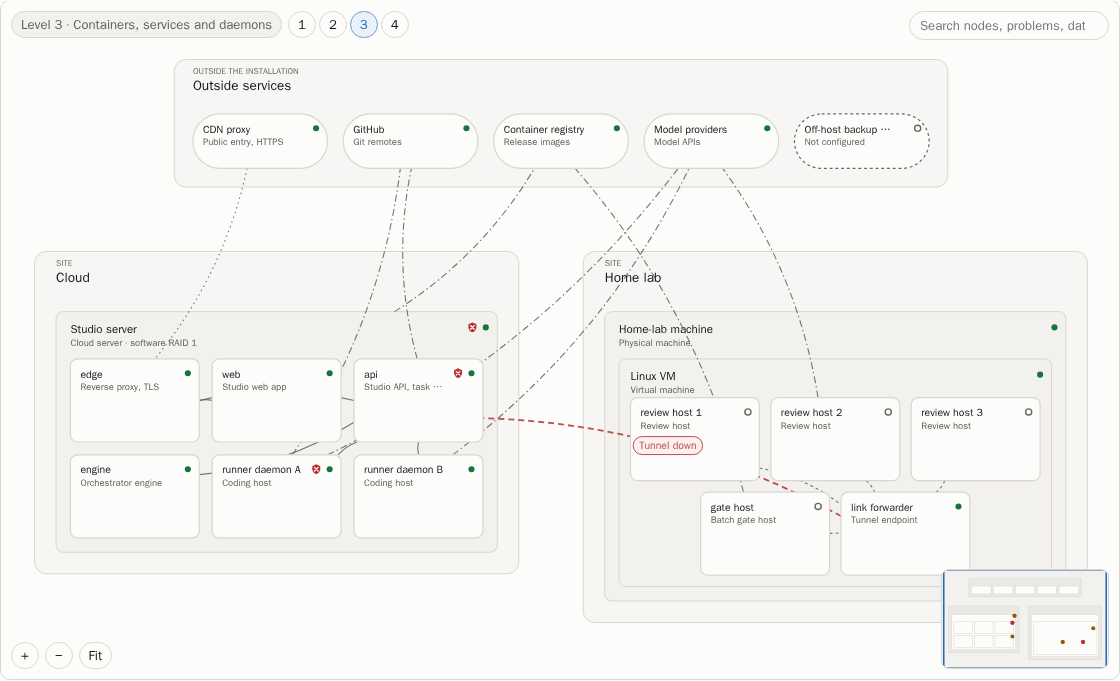 Level 3 · Containers, services and daemons
1
2
3
4
Search nodes, problems, dat
OUTSIDE THE INSTALLATION
Outside services
CDN proxy
Public entry, HTTPS
GitHub
Git remotes
Container registry
Release images
Model providers
Model APIs
Off-host backup ···
Not configured
SITE
Cloud
Studio server
Cloud server · software RAID 1
edge
Reverse proxy, TLS
web
Studio web app
api
Studio API, task ···
engine
Orchestrator engine
runner daemon A
Coding host
runner daemon B
Coding host
SITE
Home lab
Home-lab machine
Physical machine
Linux VM
Virtual machine
review host 1
Review host
Tunnel down
review host 2
Review host
review host 3
Review host
gate host
Batch gate host
link forwarder
Tunnel endpoint
+
−
Fit